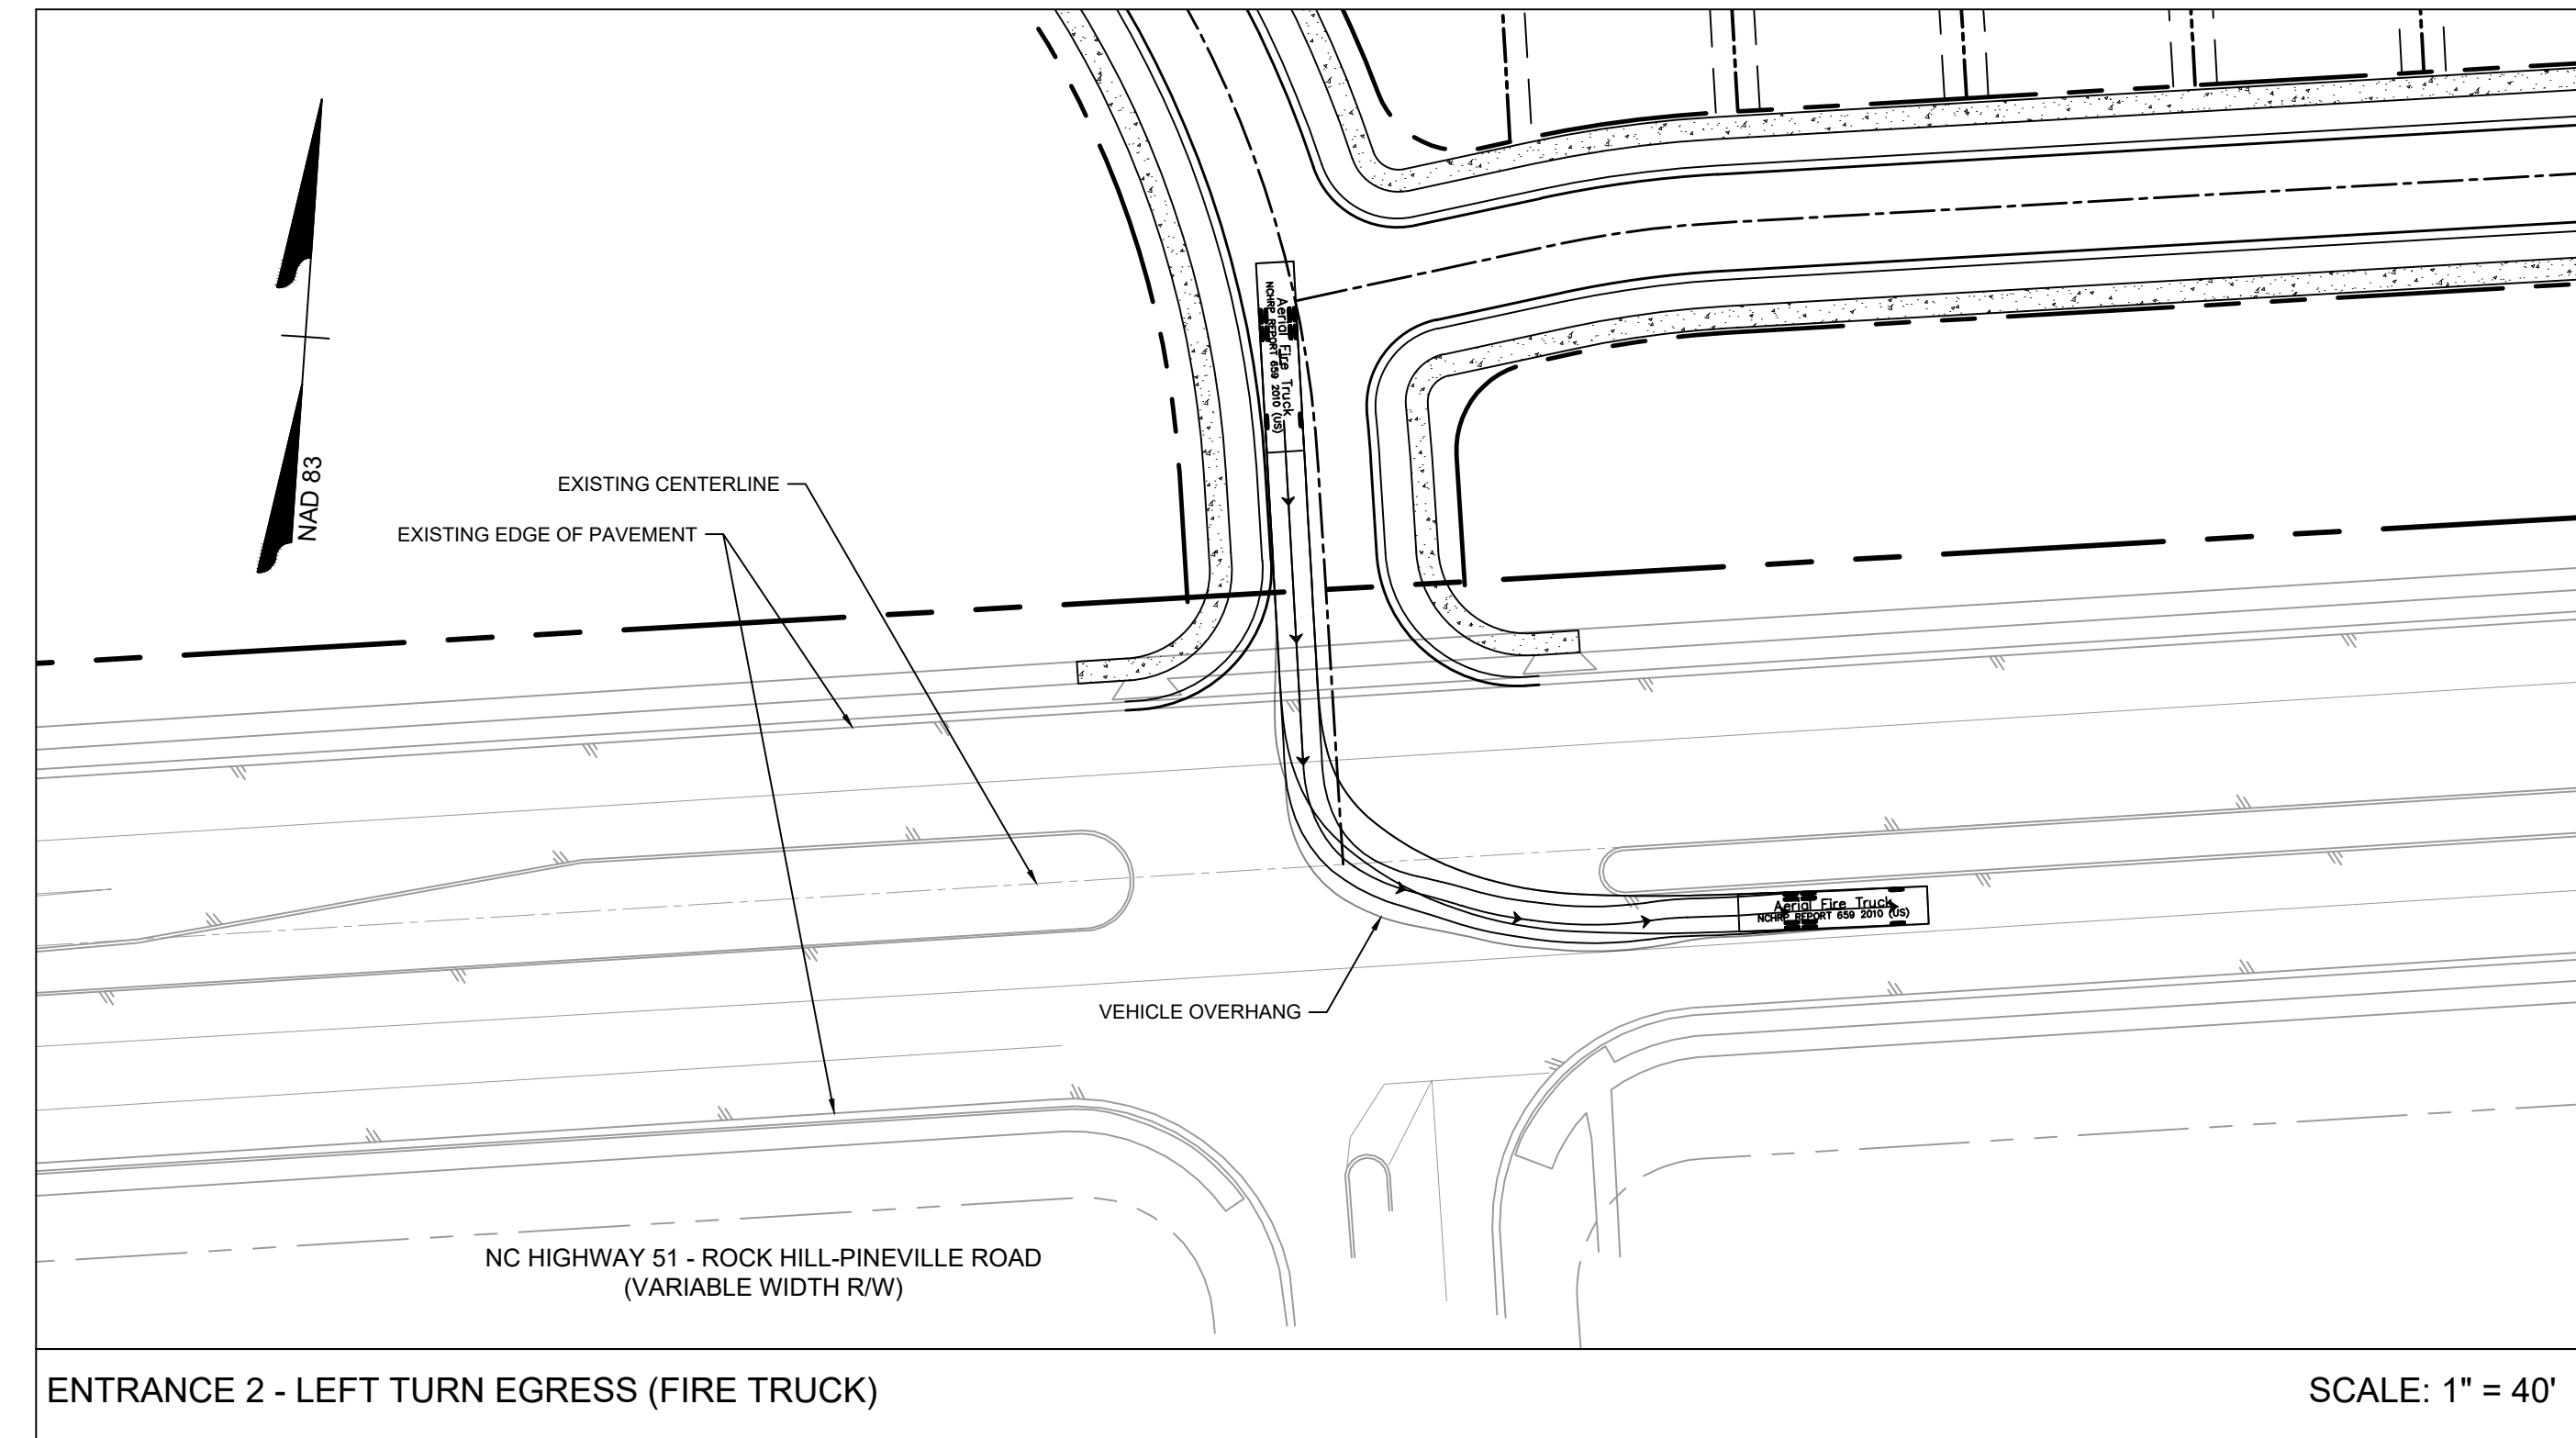 Aerial Fire Truck
NCHRP REPORT 659 2010 (US)
NAD 83
EXISTING CENTERLINE
EXISTING EDGE OF PAVEMENT
Aerial Fire Truck
NCHRP REPORT 659 2010 (US)
VEHICLE OVERHANG
NC HIGHWAY 51 - ROCK HILL-PINEVILLE ROAD
(VARIABLE WIDTH R/W)
ENTRANCE 2 - LEFT TURN EGRESS (FIRE TRUCK)
SCALE: 1" = 40'